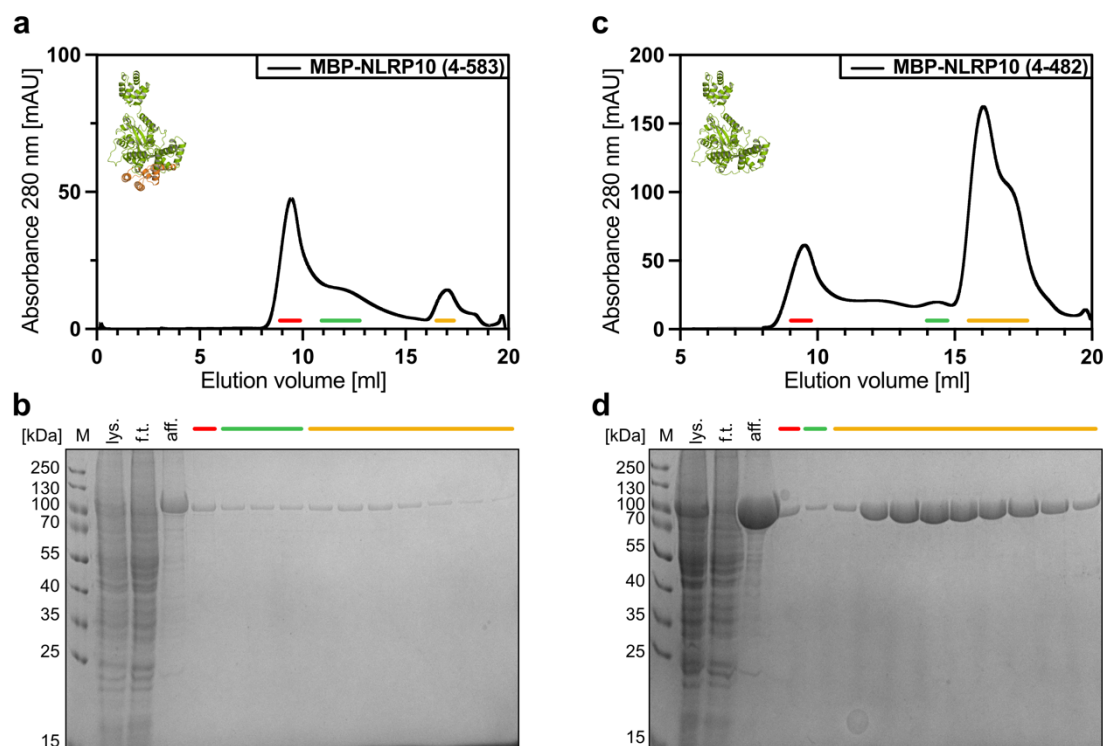 a
100
50
0
Absorbance 280 nm [mAU]
MBP-NLRP10 (4-583)
0 5 10 15 20
Elution volume [ml]
c
200
150
100
50
0
Absorbance 280 nm [mAU]
MBP-NLRP10 (4-482)
5 10 15 20
Elution volume [ml]
b
[kDa] M lys. f.t. aff.
250
130
100
70
55
40
35
25
15
d
[kDa] M lys. f.t. aff.
250
130
100
70
55
40
35
25
15